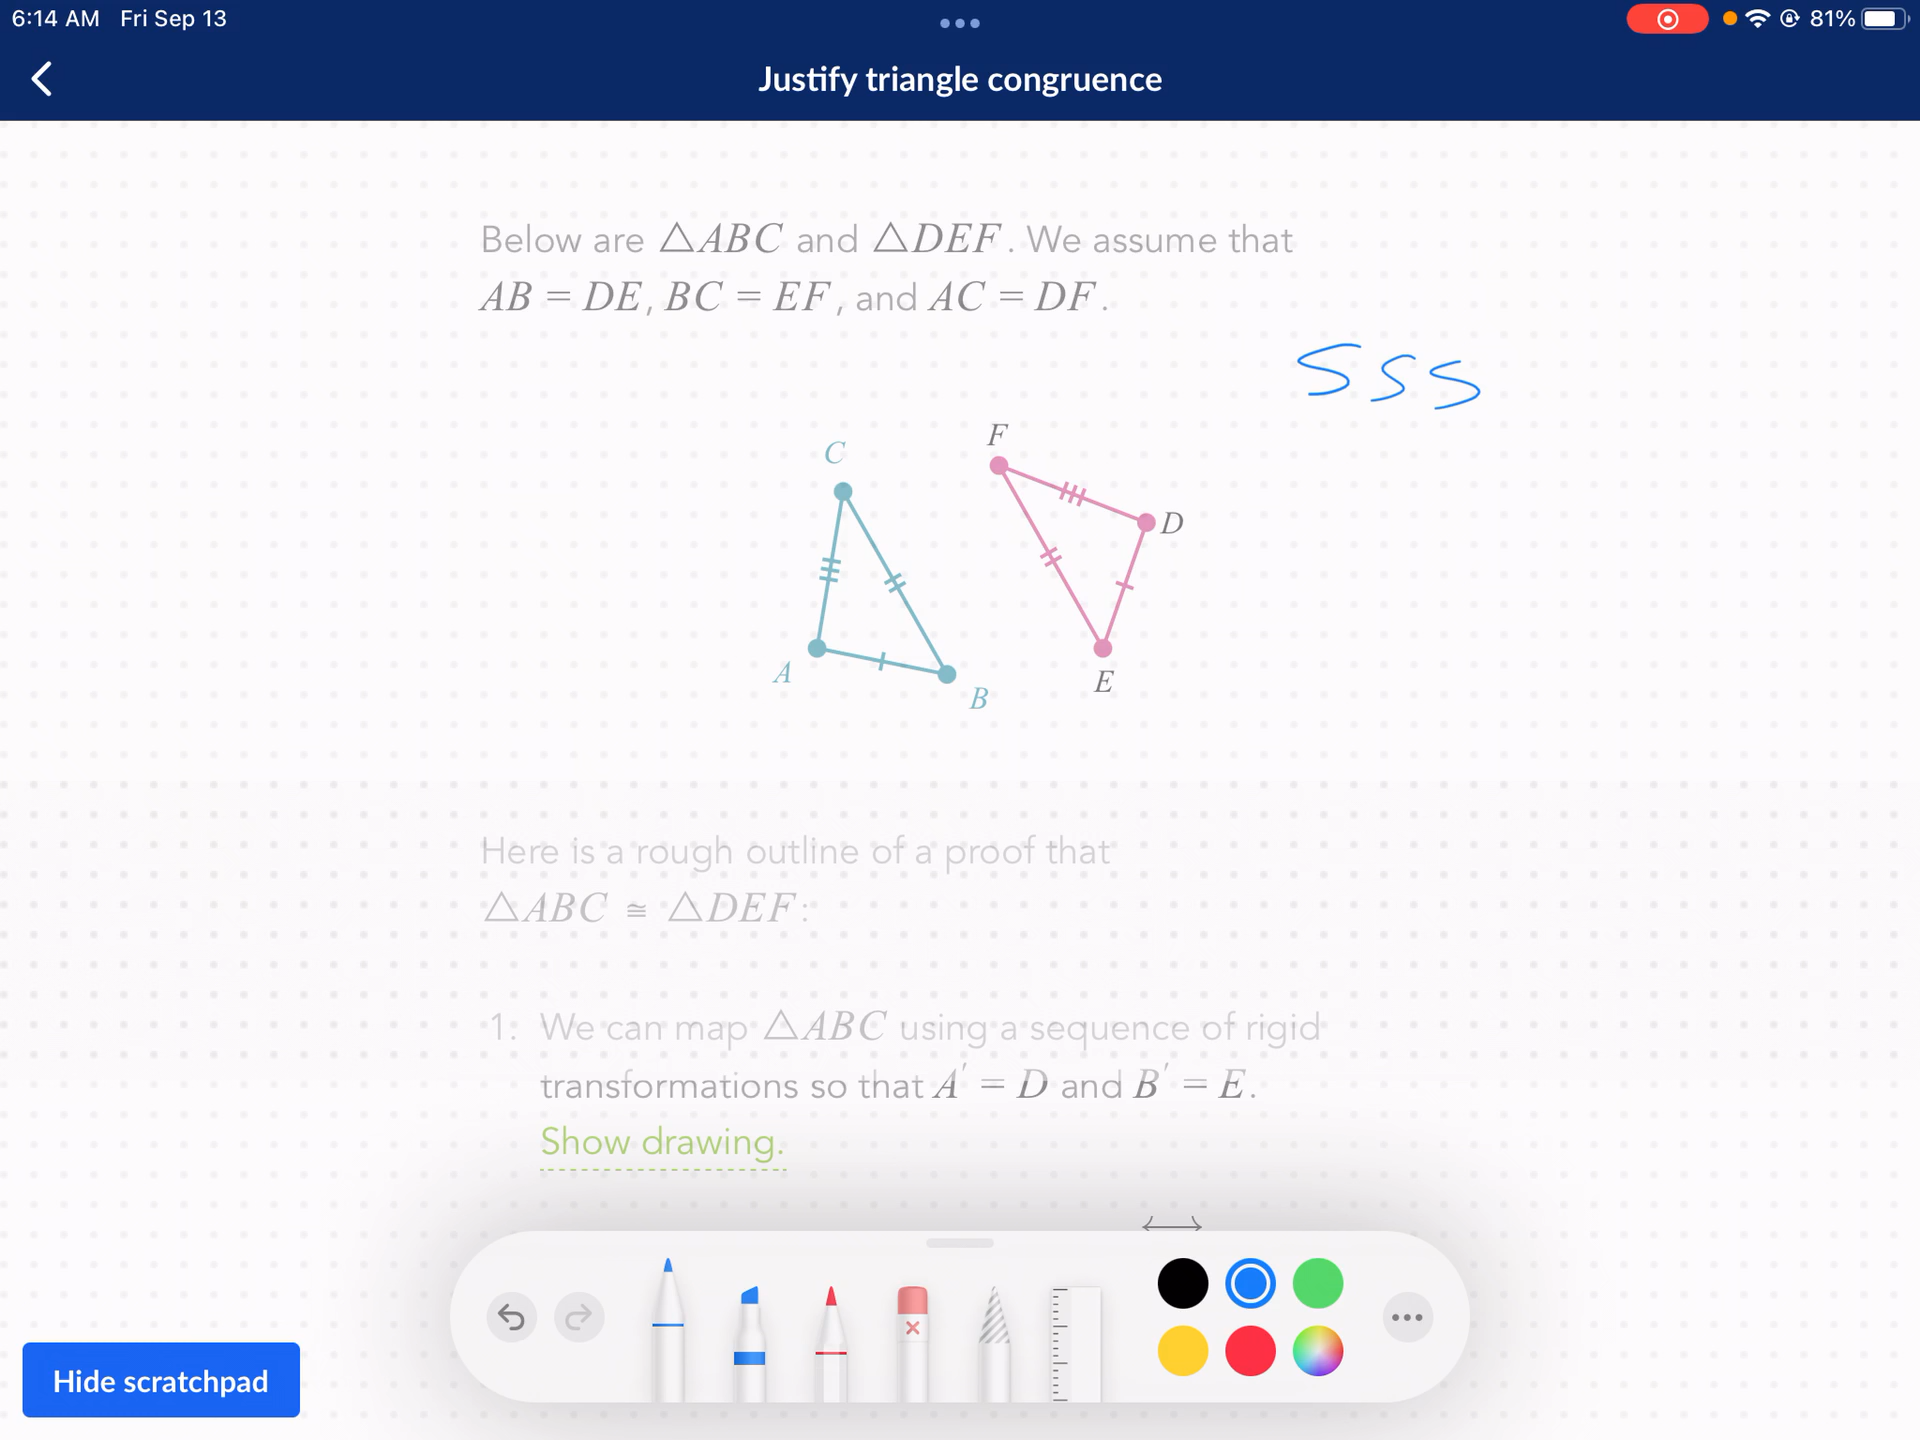 6:14 AM Fri Sep 13
81%
Justify triangle congruence
Below are △ABC and △DEF. We assume that
AB = DE, BC = EF, and AC = DF.
SSS
F
C
D
A
E
B
Here is a rough outline of a proof that
△ABC ≅ △DEF:
1. We can map △ABC using a sequence of rigid
transformations so that A′ = D and B′ = E.
Show drawing.
Hide scratchpad